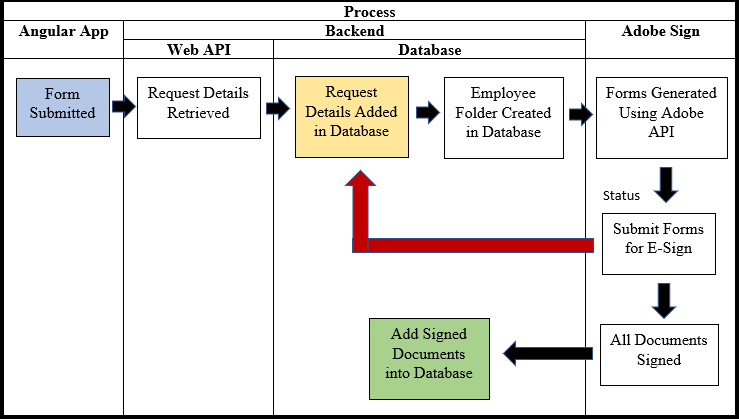 Process
Angular App
Backend
Adobe Sign
Web API
Database
Form
Submitted
Request Details
Retrieved
Request
Details Added
in Database
Employee
Folder Created
in Database
Forms Generated
Using Adobe
API
Status
Submit Forms
for E-Sign
All Documents
Signed
Add Signed
Documents
into Database